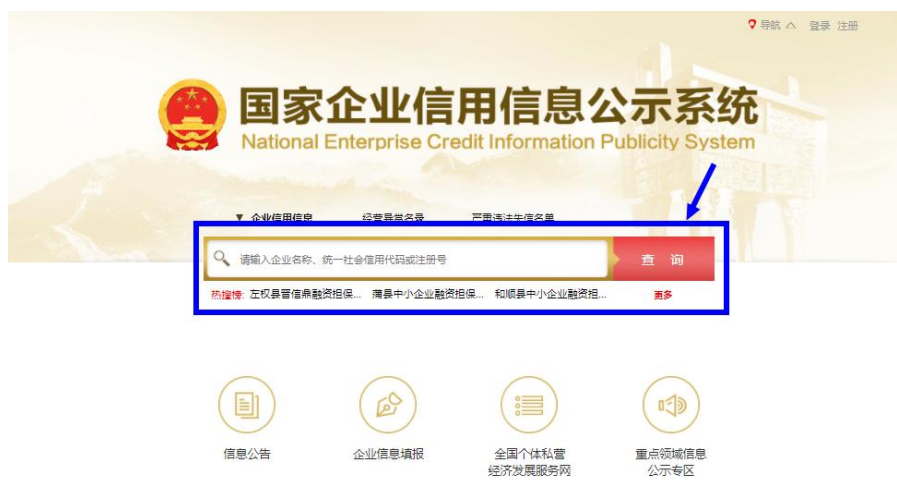 导航 登录 注册
国家企业信用信息公示系统
National Enterprise Credit Information Publicity System
企业信用信息 经营异常名录 严重违法失信名单
请输入企业名称、统一社会信用代码或注册号 查 询
热搜榜: 左权县晋信鼎融资担保... 蒲县中小企业融资担保... 和顺县中小企业融资担... 更多
信息公告 企业信息填报 全国个体私营 重点领域信息
经济发展服务网 公示专区